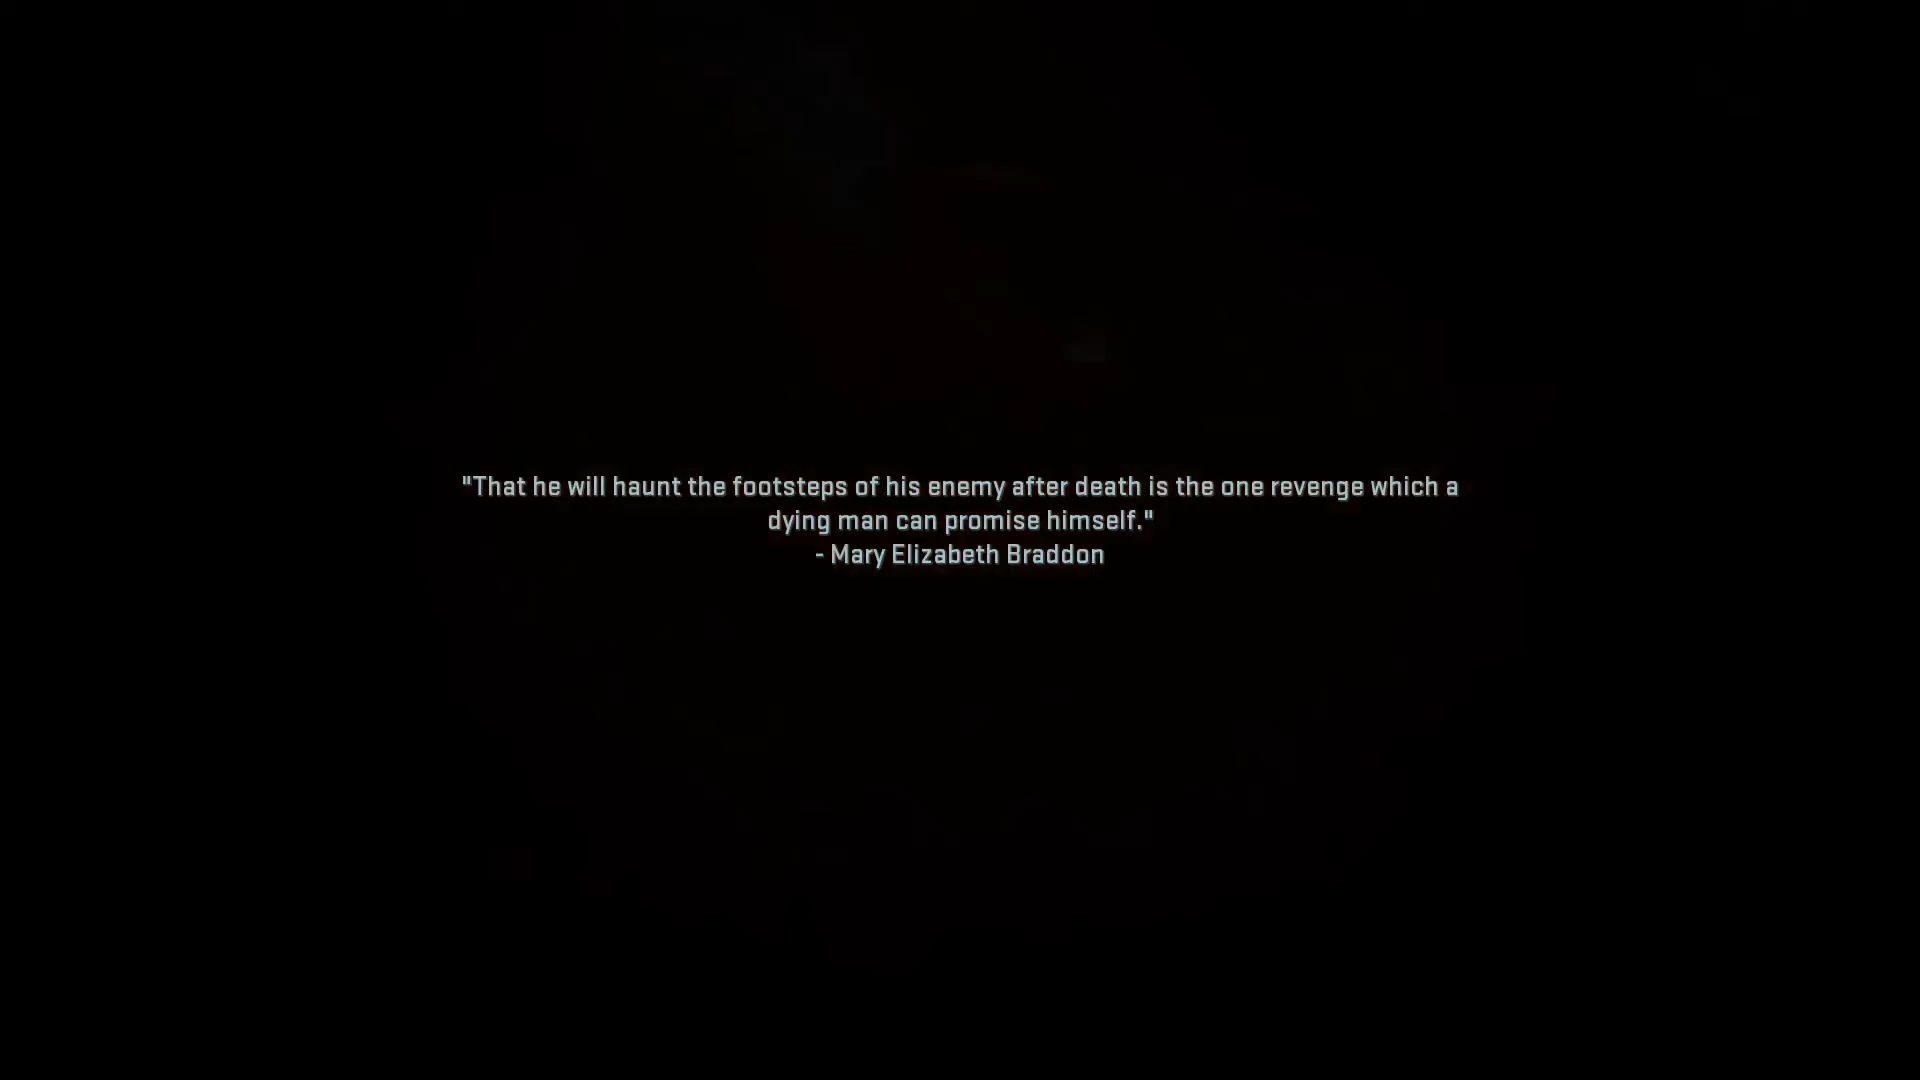 "That he will haunt the footsteps of his enemy after death is the one revenge which a
dying man can promise himself."
- Mary Elizabeth Braddon